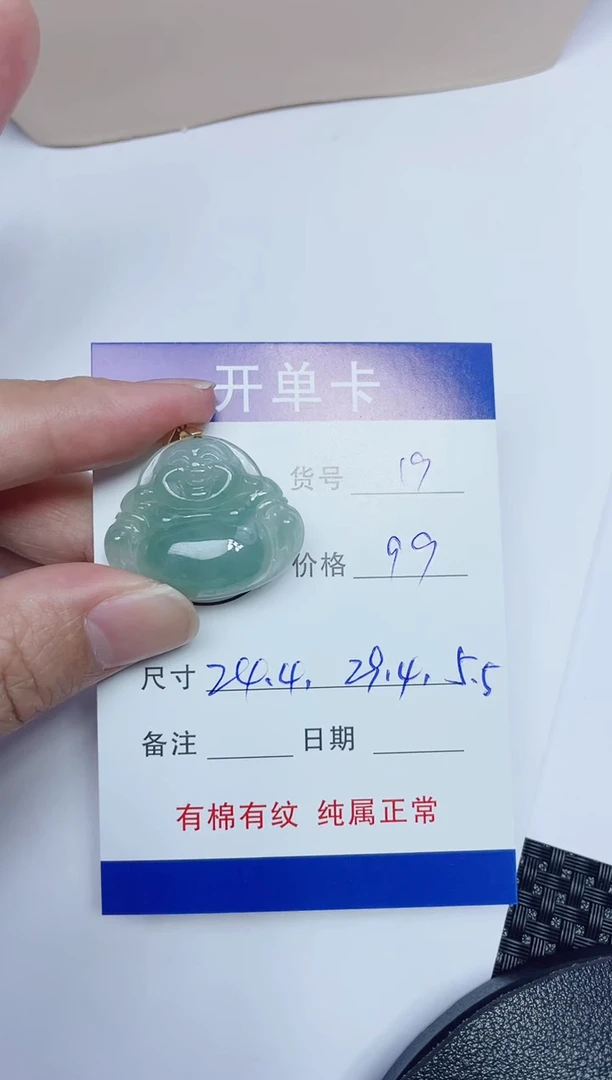 开单卡
货号 19
价格 99
尺寸 24.4. 29.4. 5.5
备注 日期
有棉有纹 纯属正常